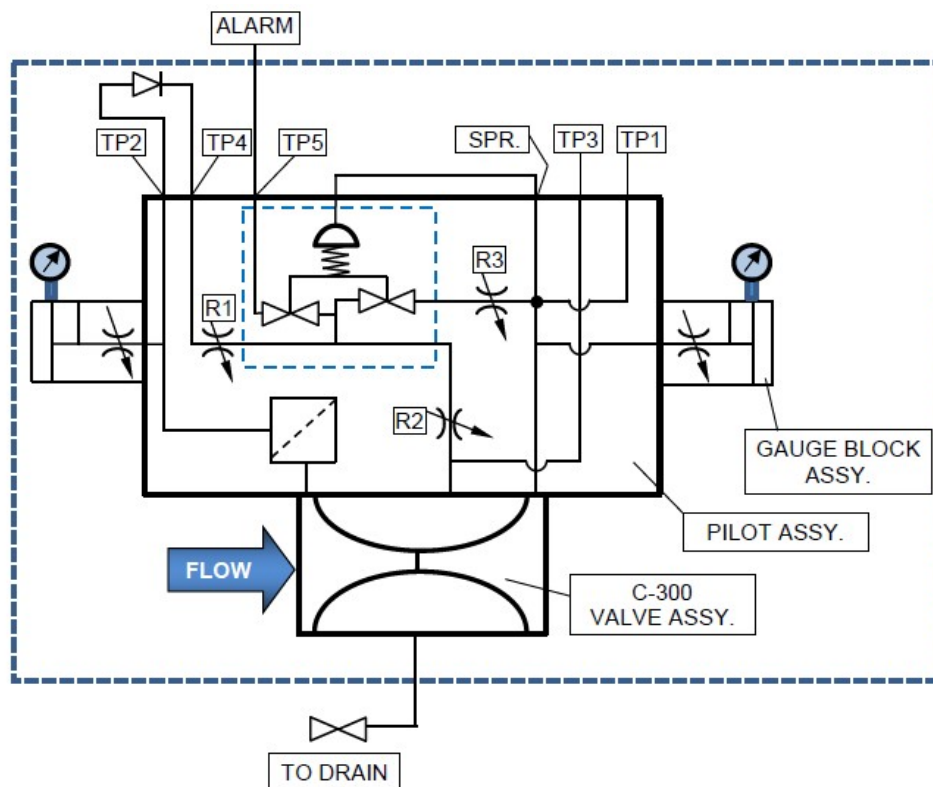 ALARM
TP2
TP4
TP5
SPR.
TP3
TP1
R3
R1
R2
GAUGE BLOCK
ASSY.
PILOT ASSY.
FLOW
C-300
VALVE ASSY.
TO DRAIN